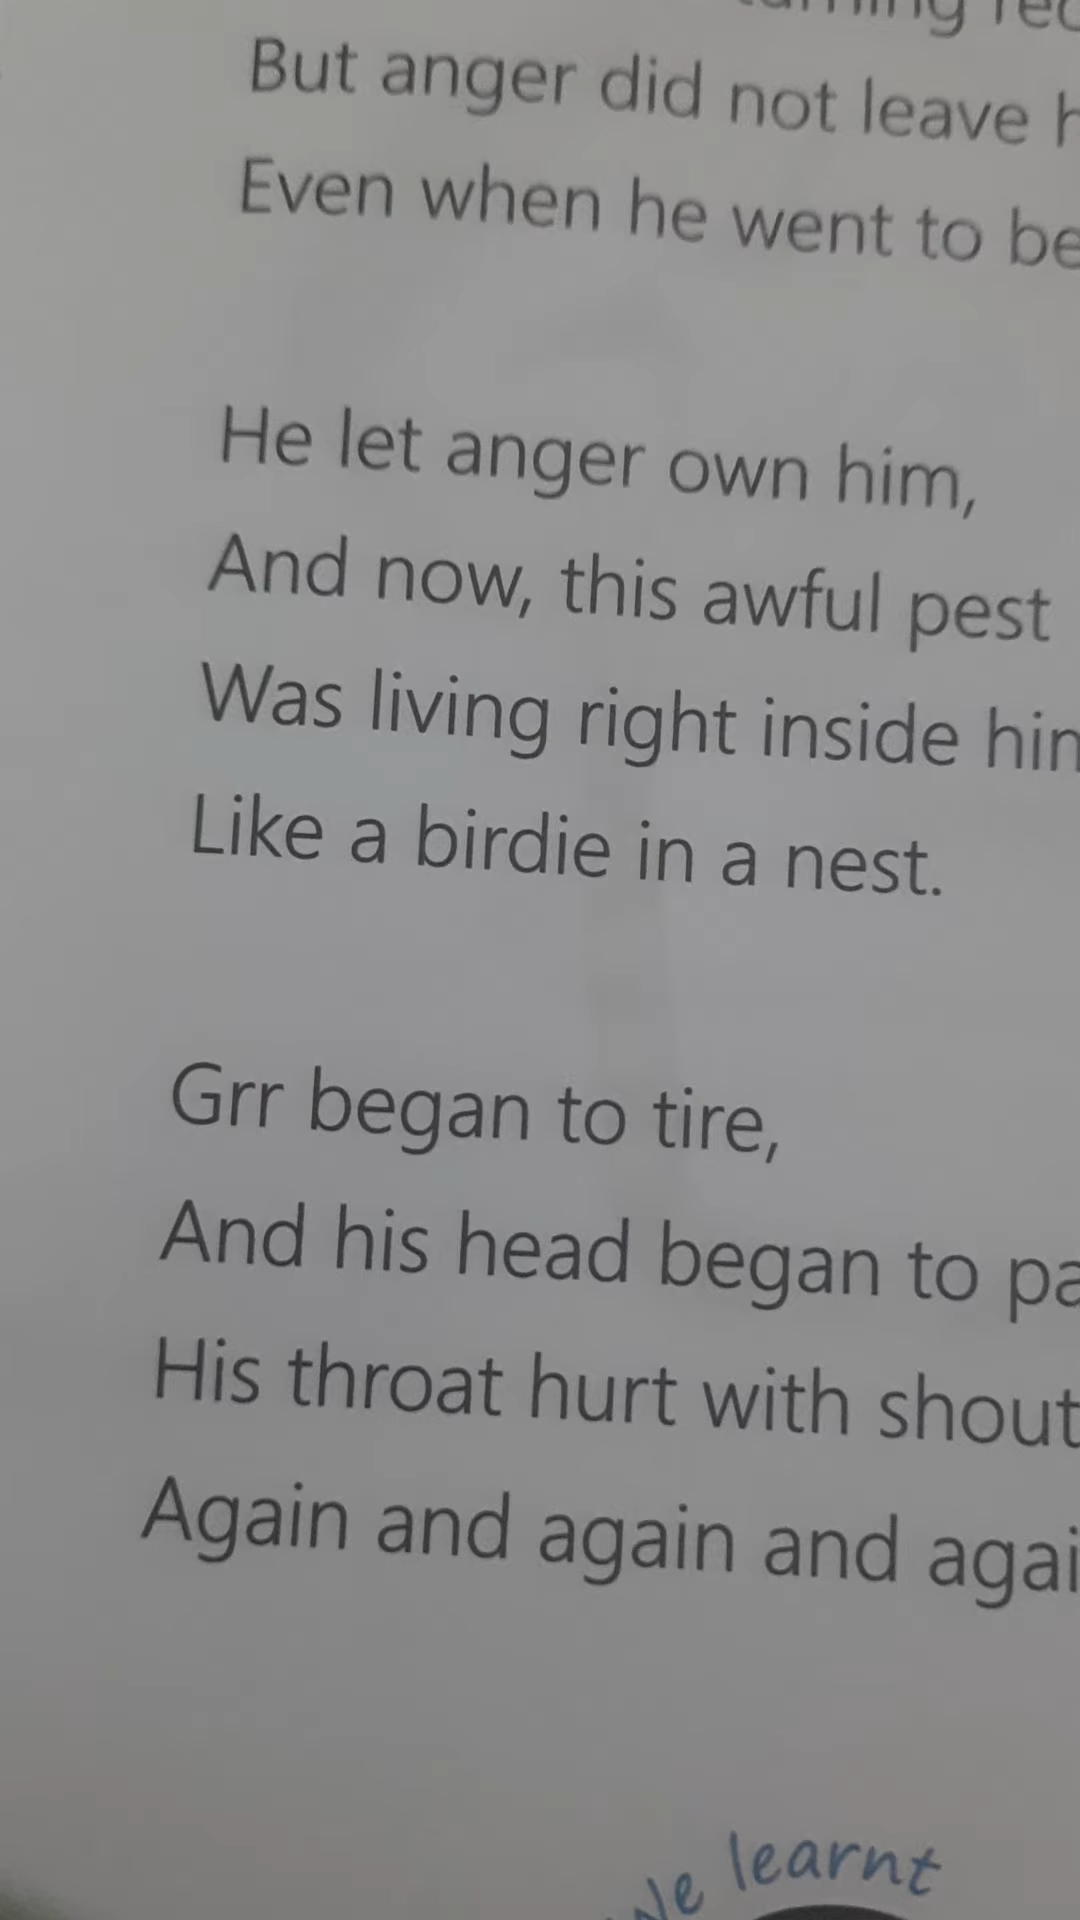 But anger did not leave
Even when he went to
He let anger own him,
And now, this awful pest
Was living right inside
Like a birdie in a nest.
Grr began to tire,
And his head began to
His throat hurt with
Again and again and
learnt